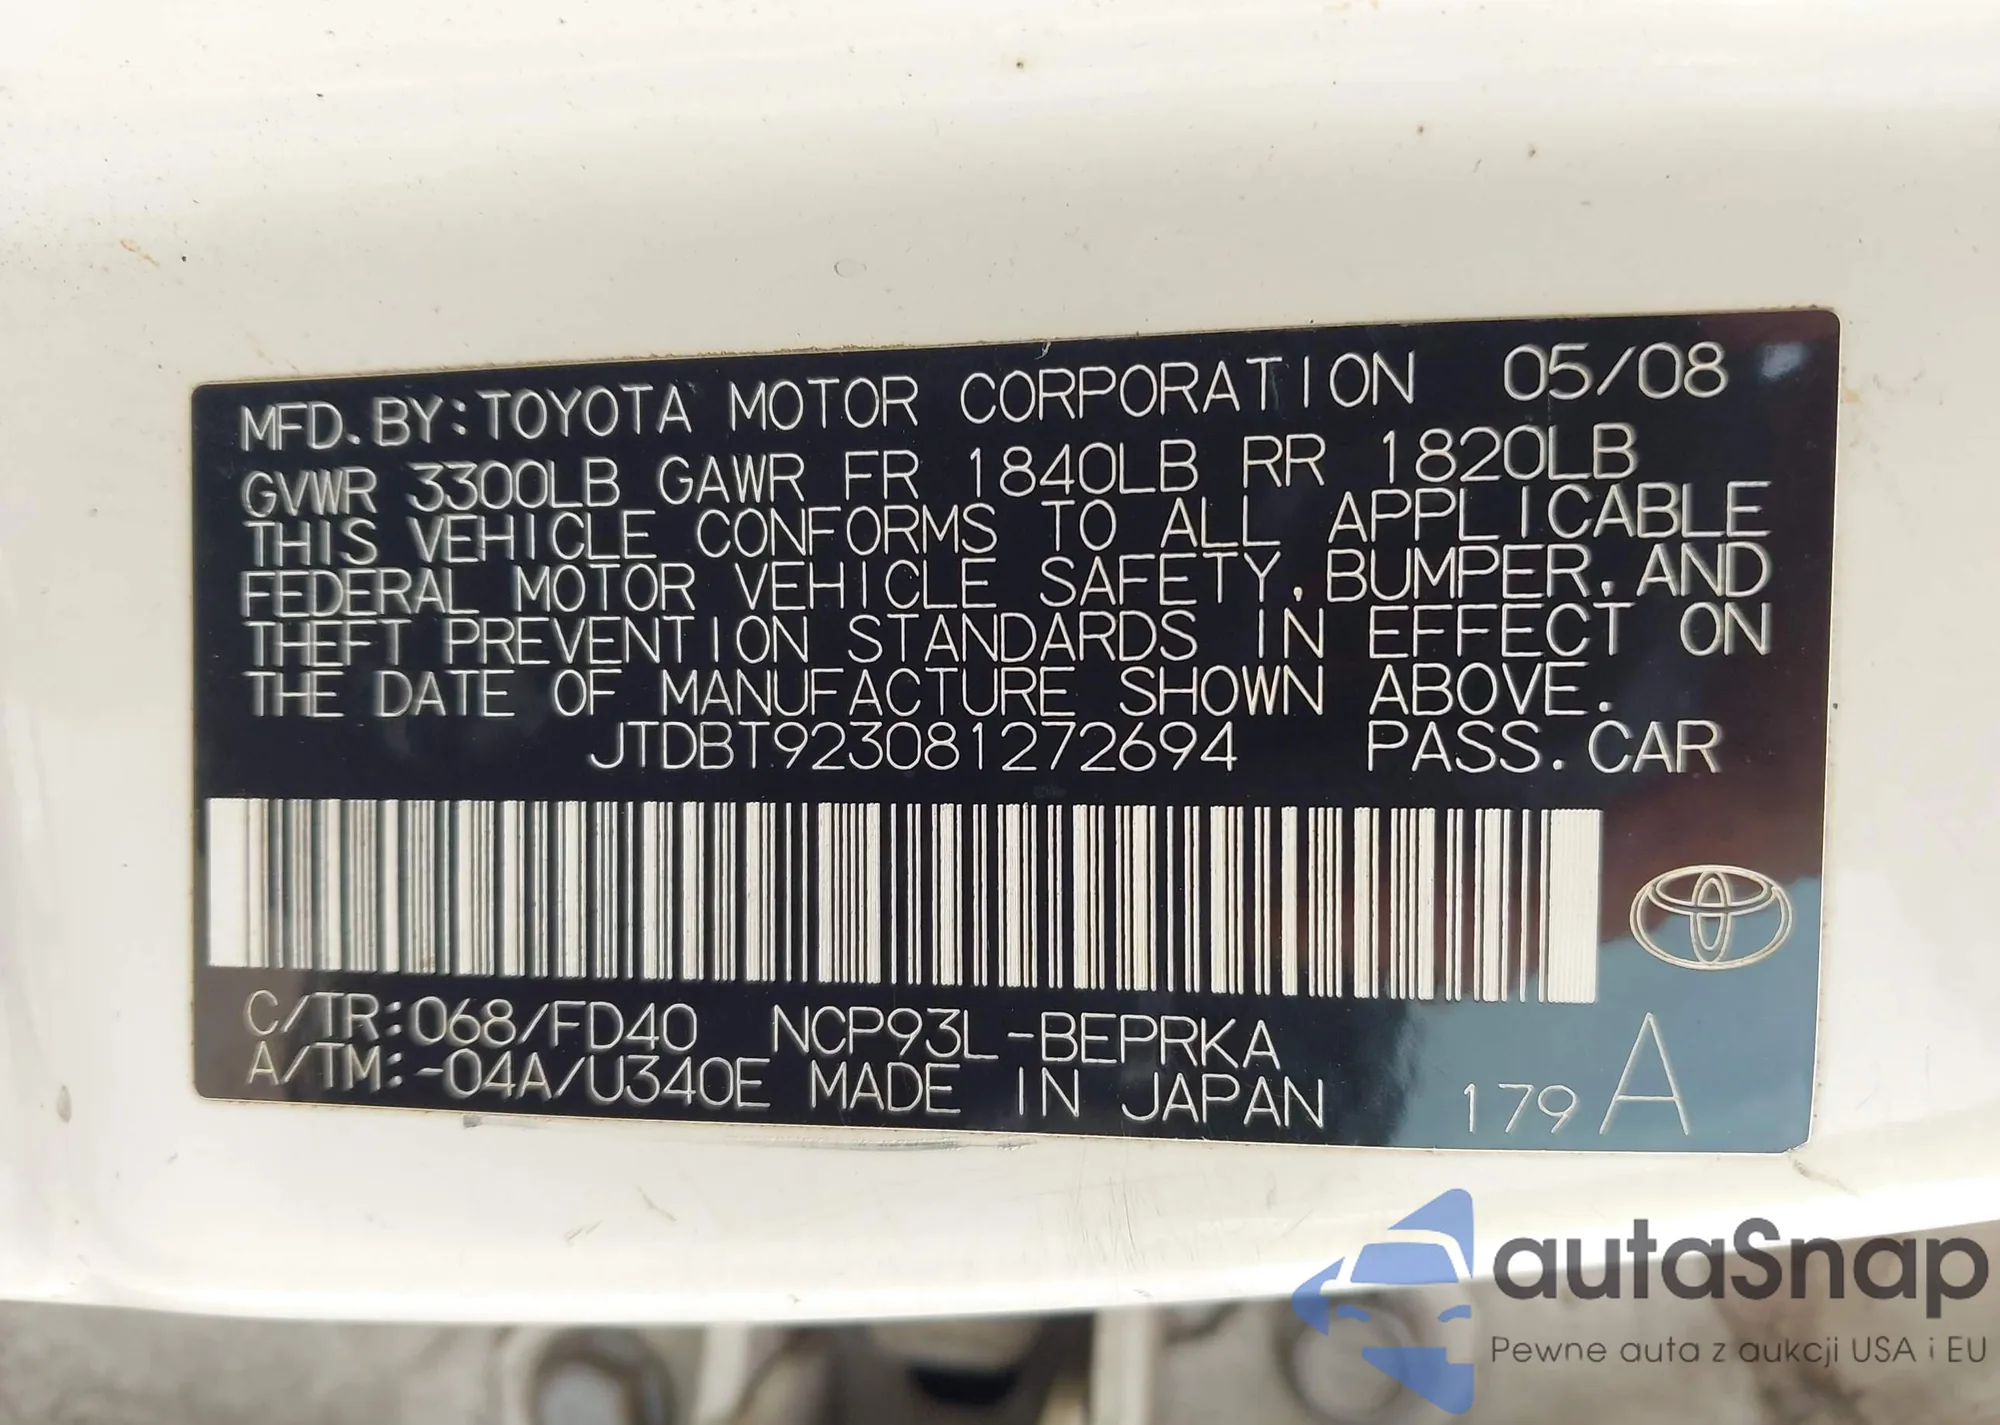 MFD. BY: TOYOTA MOTOR CORPORATION 05/08
GVWR 3300LB GAWR FR 1840LB RR 1820LB
THIS VEHICLE CONFORMS TO ALL APPLICABLE
FEDERAL MOTOR VEHICLE SAFETY, BUMPER, AND
THEFT PREVENTION STANDARDS IN EFFECT ON
THE DATE OF MANUFACTURE SHOWN ABOVE.
JTDBT923081272694 PASS. CAR
C/TR: 068/FD40 NCP93L-BEPRKA
A/TM: -04A/U340E MADE IN JAPAN 179 A
autaSnap
Pewne auta z aukcji USA i EU